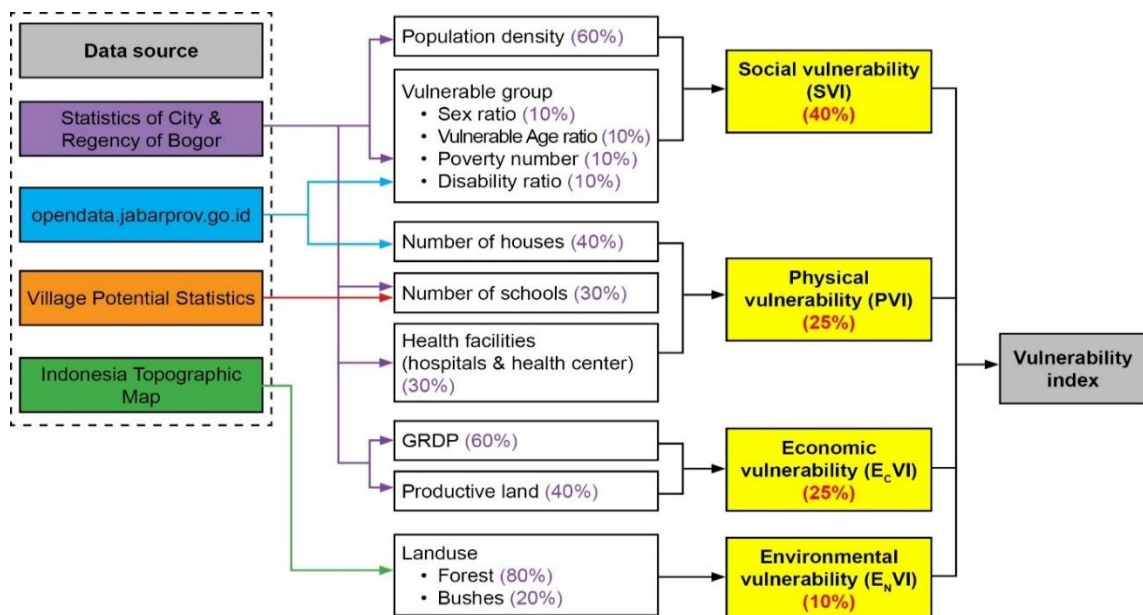 Data source
Statistics of City &
Regency of Bogor
opendata.jabarprov.go.id
Village Potential Statistics
Indonesia Topographic
Map
Population density (60%)
Vulnerable group
• Sex ratio (10%)
• Vulnerable Age ratio (10%)
• Poverty number (10%)
• Disability ratio (10%)
Number of houses (40%)
Number of schools (30%)
Health facilities
(hospitals & health center)
(30%)
GRDP (60%)
Productive land (40%)
Landuse
• Forest (80%)
• Bushes (20%)
Social vulnerability
(SVI)
(40%)
Physical
vulnerability (PVI)
(25%)
Economic
vulnerability (ECVI)
(25%)
Environmental
vulnerability (ENVI)
(10%)
Vulnerability
index